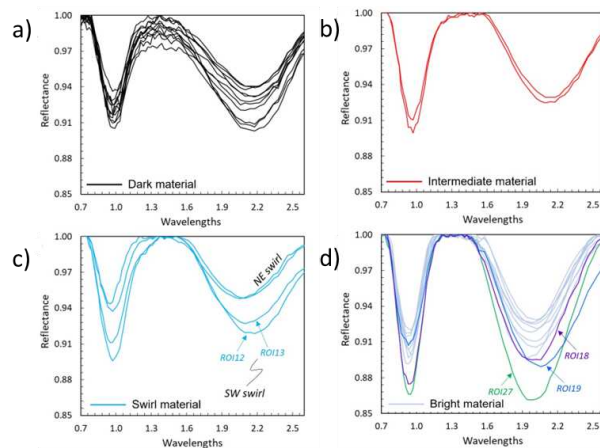 a)
1.00
0.97
0.94
0.91
0.88
0.85
Reflectance
Dark material
0.7 1.0 1.3 1.6 1.9 2.2 2.5
Wavelengths
b)
1.00
0.97
0.94
0.91
0.88
0.85
Reflectance
Intermediate material
0.7 1.0 1.3 1.6 1.9 2.2 2.5
Wavelengths
c)
1.00
0.97
0.94
0.91
0.88
0.85
Reflectance
NE swirl
ROI12
ROI13
SW swirl
Swirl material
0.7 1.0 1.3 1.6 1.9 2.2 2.5
Wavelengths
d)
1.00
0.97
0.94
0.91
0.88
0.85
Reflectance
ROI18
ROI19
ROI27
Bright material
0.7 1.0 1.3 1.6 1.9 2.2 2.5
Wavelengths